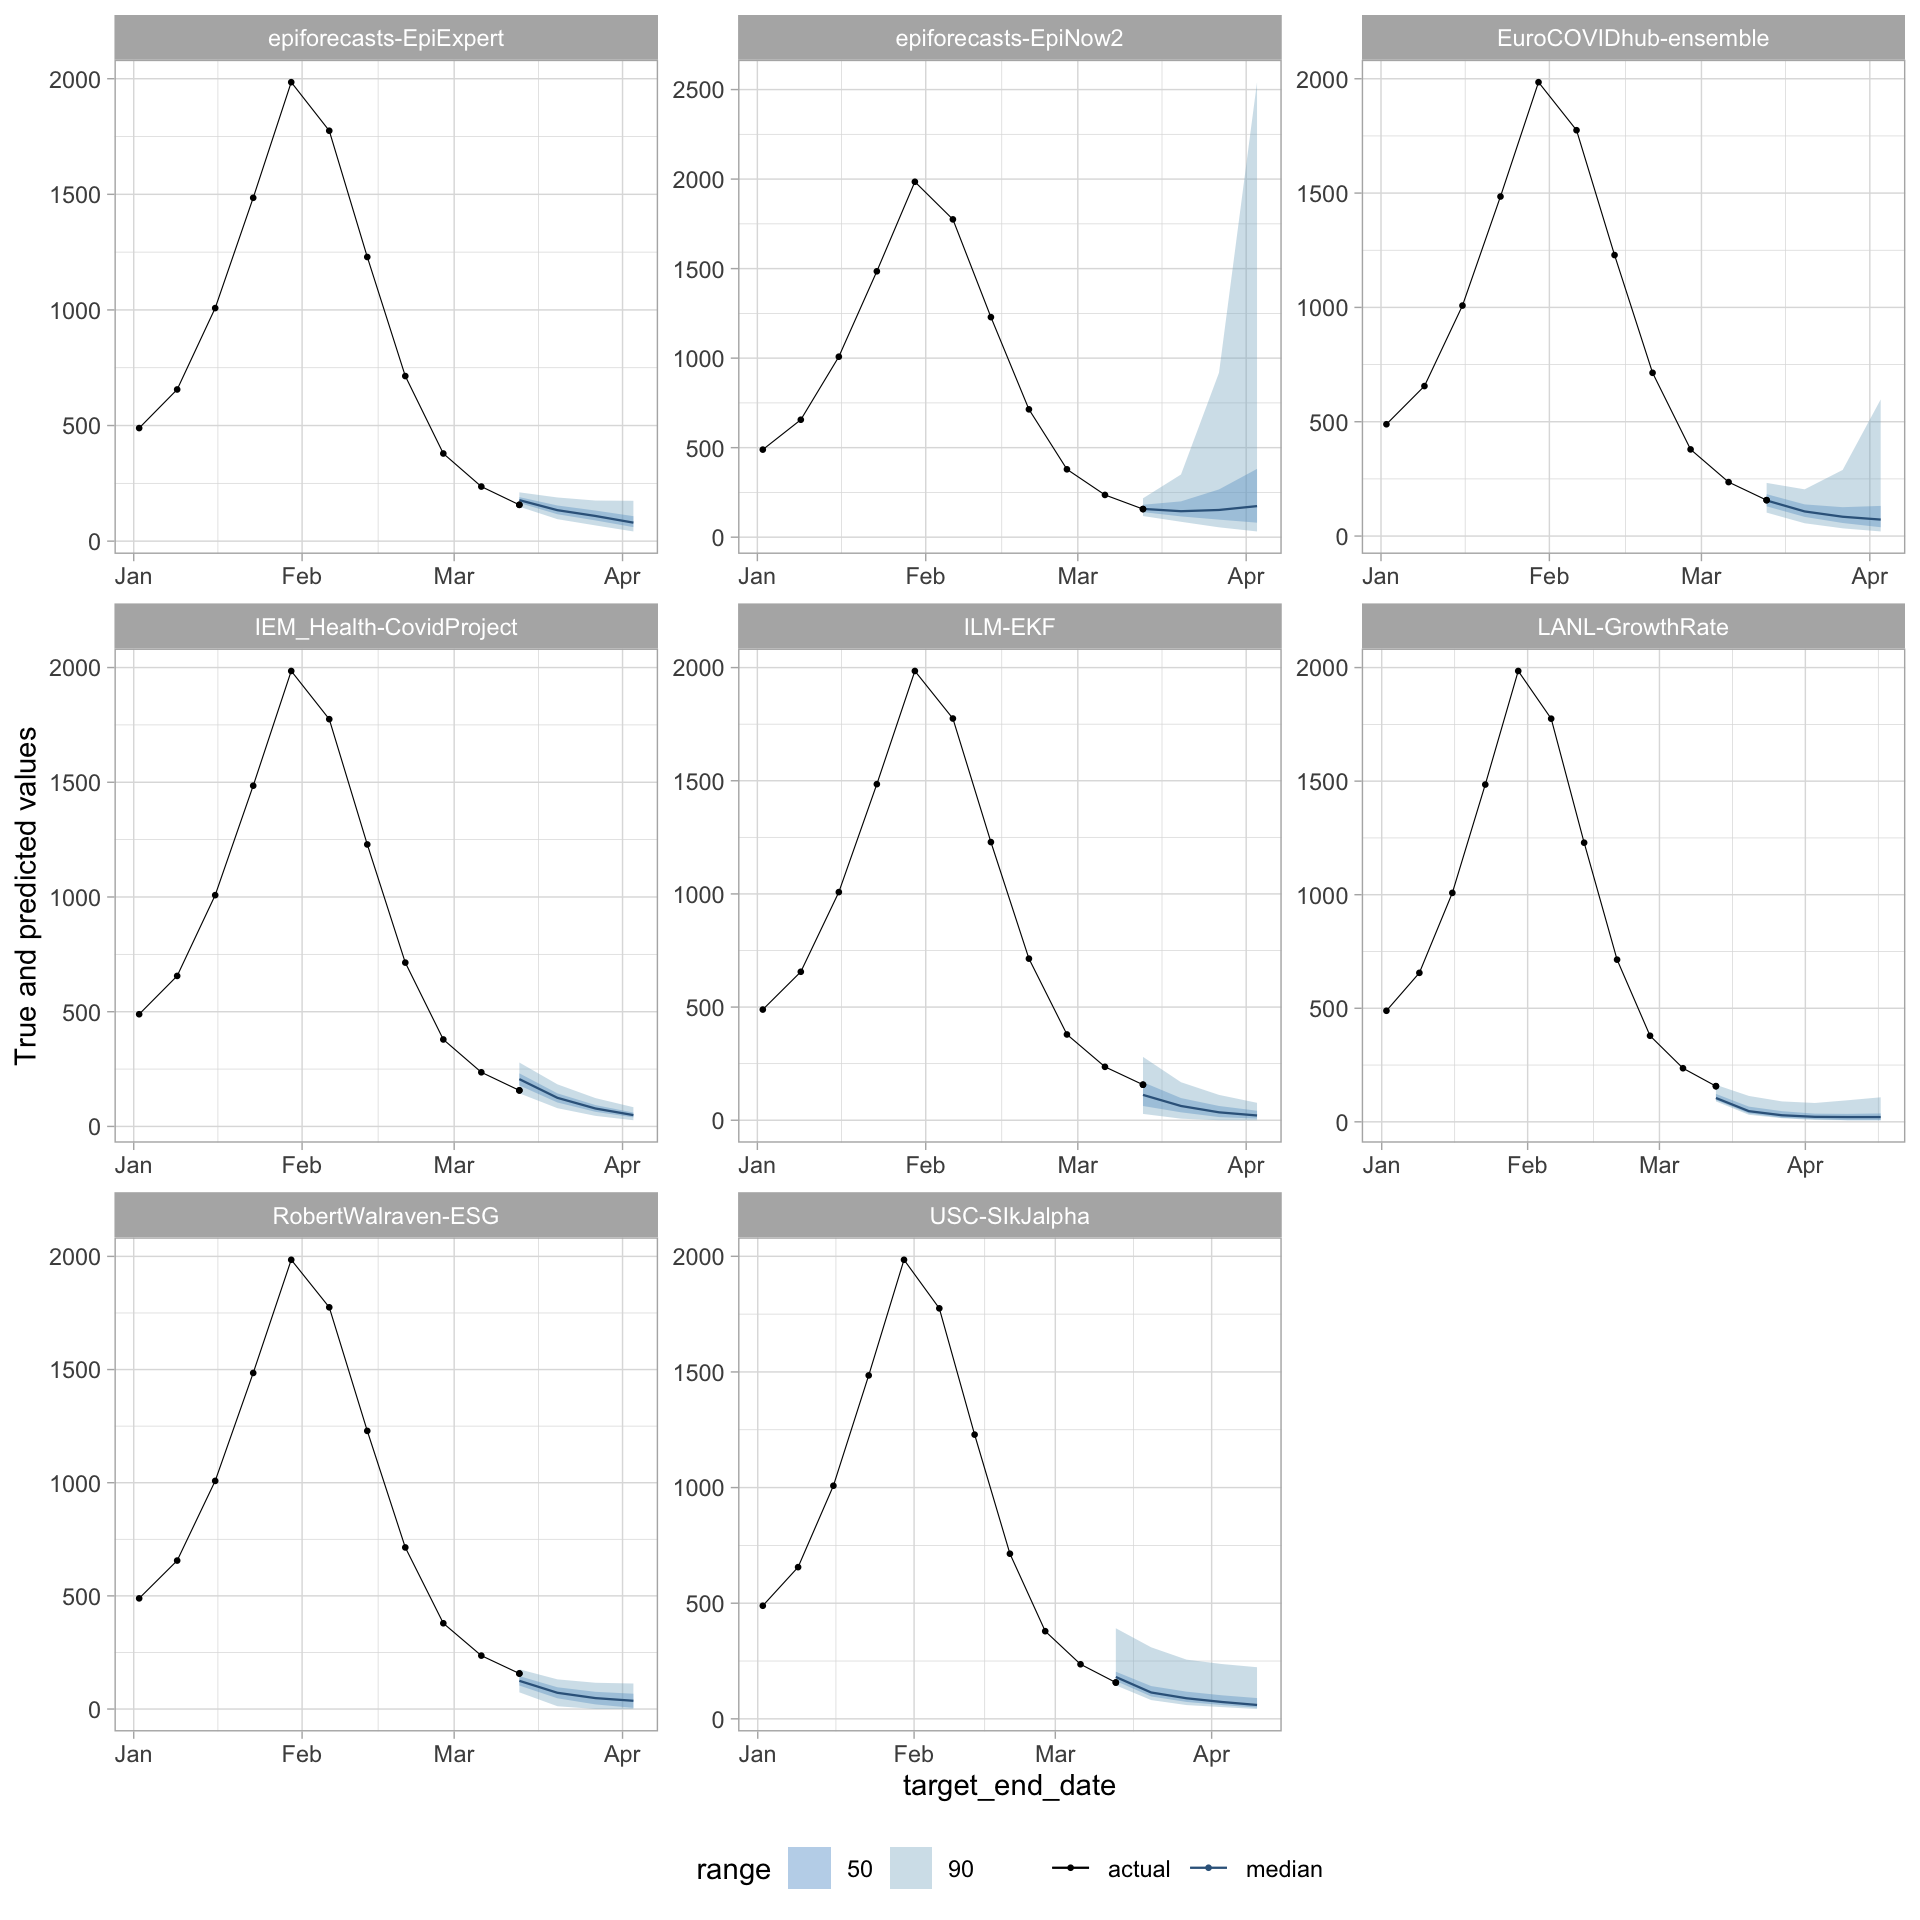 epiforecasts-EpiExpert
epiforecasts-EpiNow2
EuroCOVIDhub-ensemble
2000
1500
1000
500
0
Jan Feb Mar Apr
2500
2000
1500
1000
500
0
Jan Feb Mar Apr
2000
1500
1000
500
0
Jan Feb Mar Apr
IEM_Health-CovidProject
ILM-EKF
LANL-GrowthRate
True and predicted values
2000
1500
1000
500
0
Jan Feb Mar Apr
2000
1500
1000
500
0
Jan Feb Mar Apr
2000
1500
1000
500
0
Jan Feb Mar Apr
RobertWalraven-ESG
USC-SIkJalpha
2000
1500
1000
500
0
Jan Feb Mar Apr
2000
1500
1000
500
0
Jan Feb Mar Apr
target_end_date
range 50 90 actual median